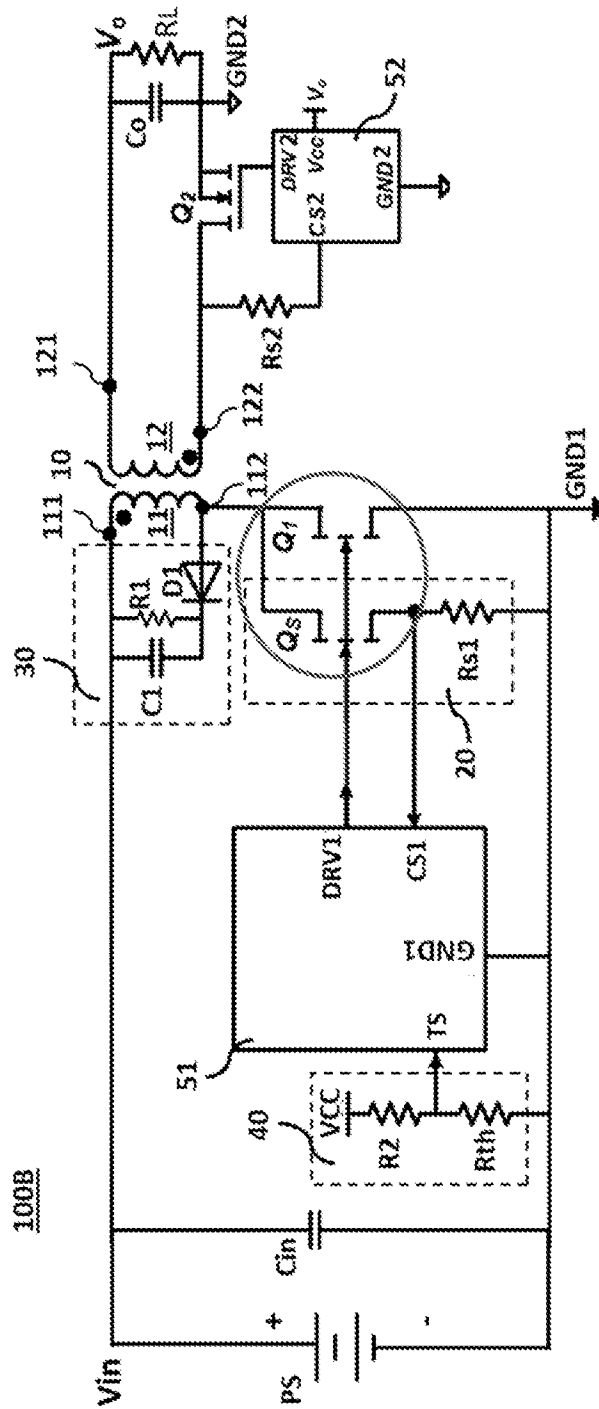 100B
Vin
PS
+
-
Cin
40
VCC
R2
Rth
51
TS
GND1
DRV1
CS1
30
C1
R1
D1
20
QS
Q1
Rs1
GND1
111
11
112
10
12
121
122
Rs2
Q2
52
CS2
DRV2
Vcc
Vo
GND2
Co
RL
Vo
GND2